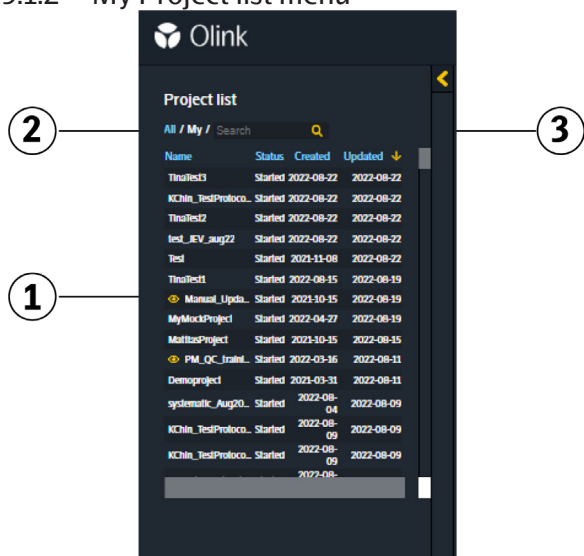 9.1.2 My Project list menu
Olink
Project list
All / My / Search
Name Status Created Updated
TinaTest3 Started 2022-08-22 2022-08-22
KChin_TestProtoco... Started 2022-08-22 2022-08-22
TinaTest2 Started 2022-08-22 2022-08-22
test_JEV_aug22 Started 2022-08-22 2022-08-22
Test Started 2021-11-08 2022-08-22
TinaTest1 Started 2022-08-15 2022-08-19
Manual_Upda... Started 2021-10-15 2022-08-19
MyMockProject Started 2022-04-27 2022-08-19
MattiasProject Started 2021-10-15 2022-08-15
PM_QC_traini... Started 2022-03-16 2022-08-11
Demoproject Started 2021-03-31 2022-08-11
systematic_Aug20... Started 2022-08-04 2022-08-09
KChin_TestProtoco... Started 2022-08-09 2022-08-09
KChin_TestProtoco... Started 2022-08-09 2022-08-09
2022-08-
1
2
3